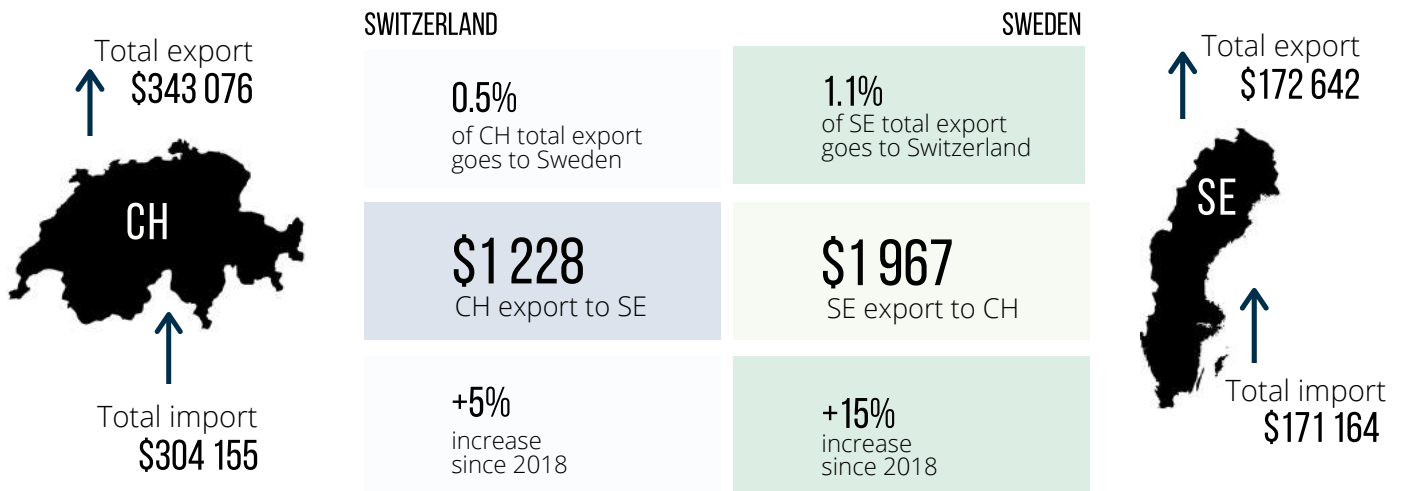 Total export
$343 076
CH
Total import
$304 155
SWITZERLAND
0.5%
of CH total export
goes to Sweden
$1 228
CH export to SE
+5%
increase
since 2018
SWEDEN
1.1%
of SE total export
goes to Switzerland
$1 967
SE export to CH
+15%
increase
since 2018
Total export
$172 642
SE
Total import
$171 164